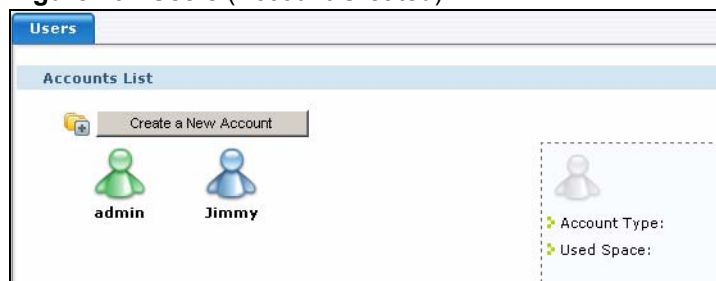 Users
Accounts List
Create a New Account
admin
Jimmy
Account Type:
Used Space: